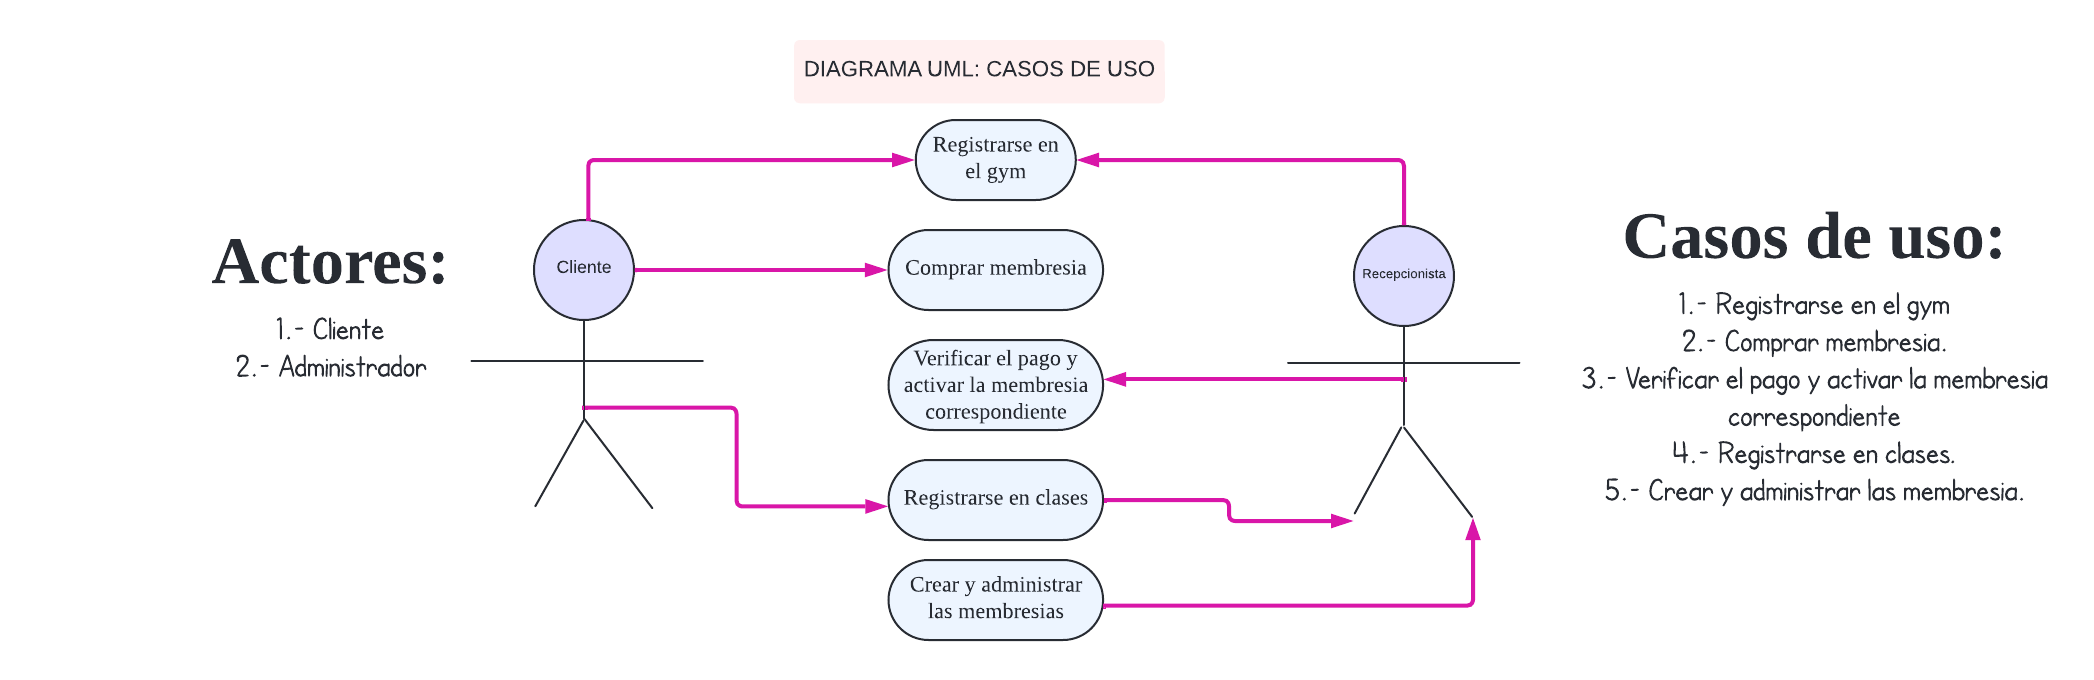 DIAGRAMA UML: CASOS DE USO
Actores:
1.- Cliente
2.- Administrador
Cliente
Registrarse en
el gym
Comprar membresia
Verificar el pago y
activar la membresia
correspondiente
Registrarse en clases
Crear y administrar
las membresias
Recepcionista
Casos de uso:
1.- Registrarse en el gym
2.- Comprar membresia.
3.- Verificar el pago y activar la membresia
correspondiente
4.- Registrarse en clases.
5.- Crear y administrar las membresia.